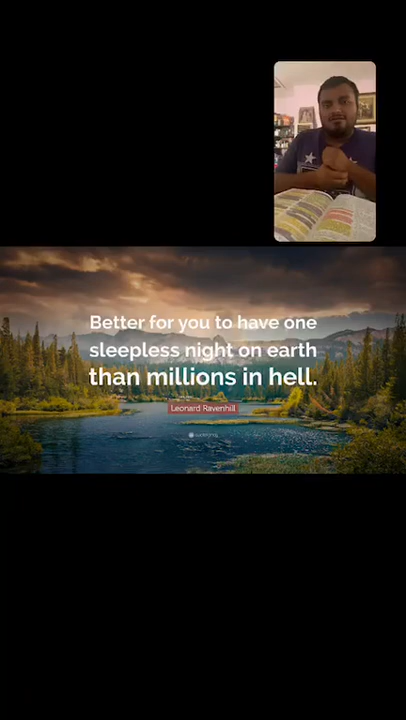 Better for you to have one
sleepless night on earth
than millions in hell.
Leonard Ravenhill